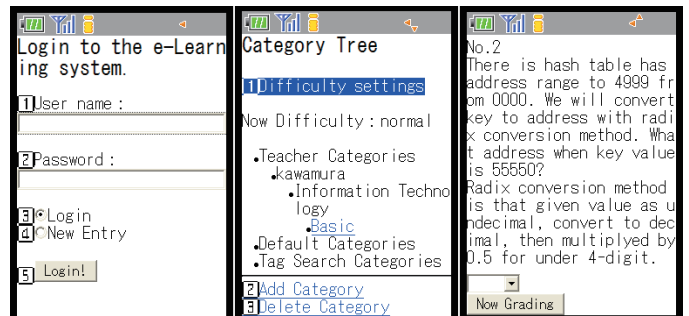 Login to the e-Learn
ing system.
1User name :
2Password :
3Login
4New Entry
5 Login!
Category Tree
1Difficulty settings
Now Difficulty : normal
Teacher Categories
kawamura
Information Techno
logy
Basic
Default Categories
Tag Search Categories
2Add Category
3Delete Category
No.2
There is hash table has
address range to 4999 fr
om 0000. We will convert
key to address with radi
x conversion method. Wha
t address when key value
is 55550?
Radix conversion method
is that given value as u
ndecimal, convert to dec
imal, then multiplyed by
0.5 for under 4-digit.
Now Grading